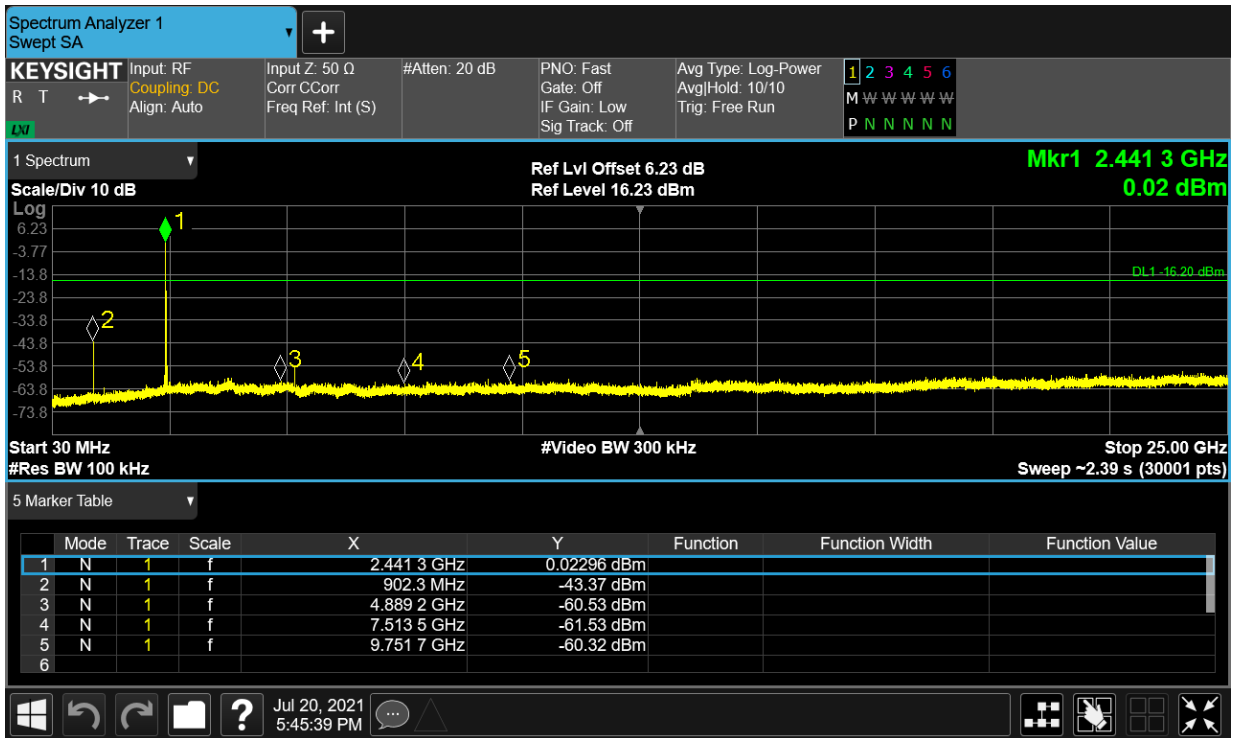 Spectrum Analyzer 1
Swept SA
+
KEYSIGHT
R T
LXI
Input: RF
Coupling: DC
Align: Auto
Input Z: 50 Ω
Corr CCorr
Freq Ref: Int (S)
#Atten: 20 dB
PNO: Fast
Gate: Off
IF Gain: Low
Sig Track: Off
Avg Type: Log-Power
Avg|Hold: 10/10
Trig: Free Run
1 2 3 4 5 6
M W W W W W
P N N N N N
1 Spectrum
Scale/Div 10 dB
Ref Lvl Offset 6.23 dB
Ref Level 16.23 dBm
Mkr1 2.441 3 GHz
0.02 dBm
Log
6.23
-3.77
-13.8
-23.8
-33.8
-43.8
-53.8
-63.8
-73.8
1
2
3
4
5
DL1 -16.20 dBm
Start 30 MHz
#Video BW 300 kHz
Stop 25.00 GHz
#Res BW 100 kHz
Sweep ~2.39 s (30001 pts)
5 Marker Table
Mode Trace Scale X Y Function Function Width Function Value
1 N 1 f 2.441 3 GHz 0.02296 dBm
2 N 1 f 902.3 MHz -43.37 dBm
3 N 1 f 4.889 2 GHz -60.53 dBm
4 N 1 f 7.513 5 GHz -61.53 dBm
5 N 1 f 9.751 7 GHz -60.32 dBm
6
?
Jul 20, 2021
5:45:39 PM